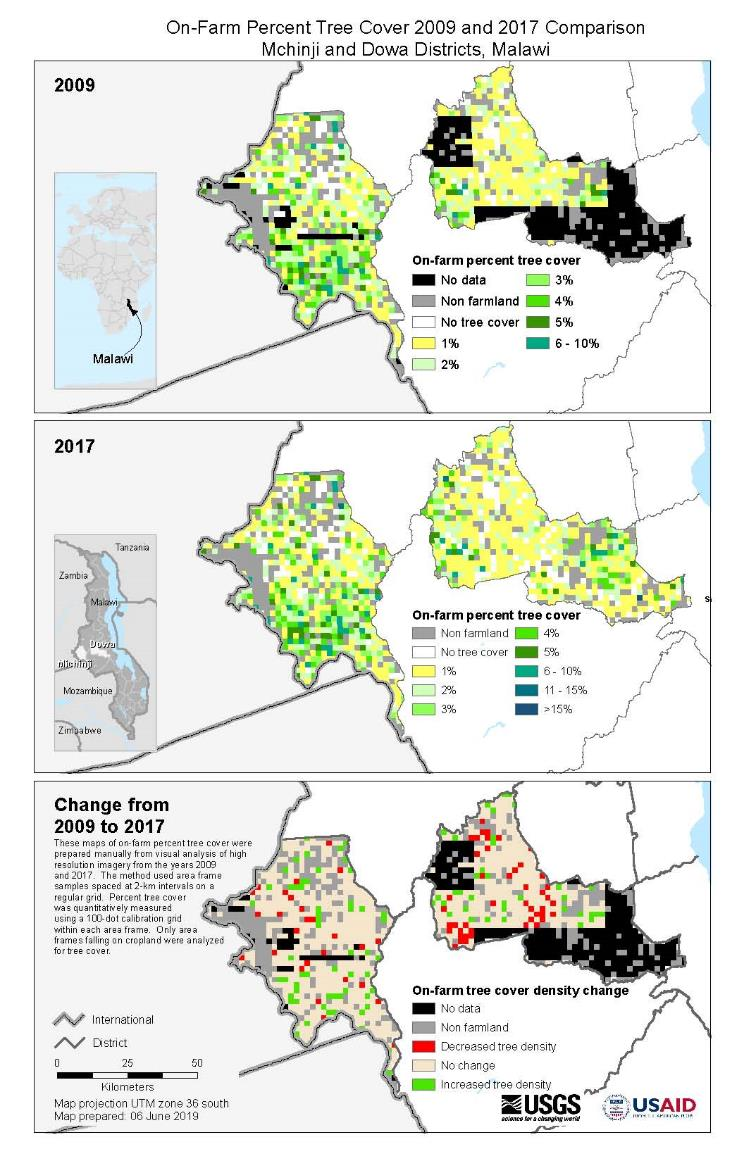 On-Farm Percent Tree Cover 2009 and 2017 Comparison
Mchinji and Dowa Districts, Malawi
2009
Malawi
On-farm percent tree cover
No data
Non farmland
No tree cover
1%
2%
3%
4%
5%
6 - 10%
2017
Tanzania
Zambia
Malawi
Dowa
Mchinji
Mozambique
Zimbabwe
On-farm percent tree cover
Non farmland
No tree cover
1%
2%
3%
4%
5%
6 - 10%
11 - 15%
>15%
Change from
2009 to 2017
These maps of on-farm percent tree cover were
prepared manually from visual analysis of high
resolution imagery from the years 2009
and 2017. The method used area frame
samples spaced at 2-km intervals on a
regular grid. Percent tree cover
was quantitatively measured
using a 100-dot calibration grid
within each area frame. Only area
frames falling on cropland were analyzed
for tree cover.
International
District
0 25 50
Kilometers
Map projection UTM zone 36 south
Map prepared: 06 June 2019
On-farm tree cover density change
No data
Non farmland
Decreased tree density
No change
Increased tree density
USGS
science for a changing world
USAID